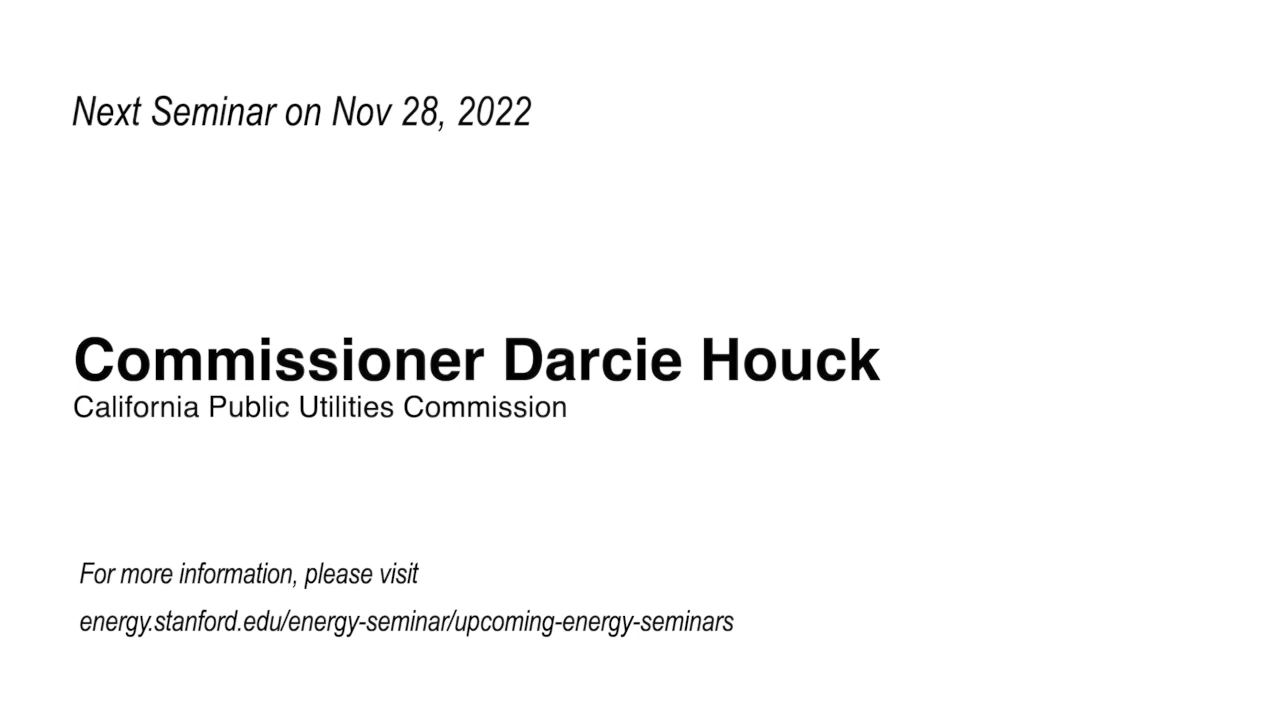 Next Seminar on Nov 28, 2022
Commissioner Darcie Houck
California Public Utilities Commission
For more information, please visit
energy.stanford.edu/energy-seminar/upcoming-energy-seminars